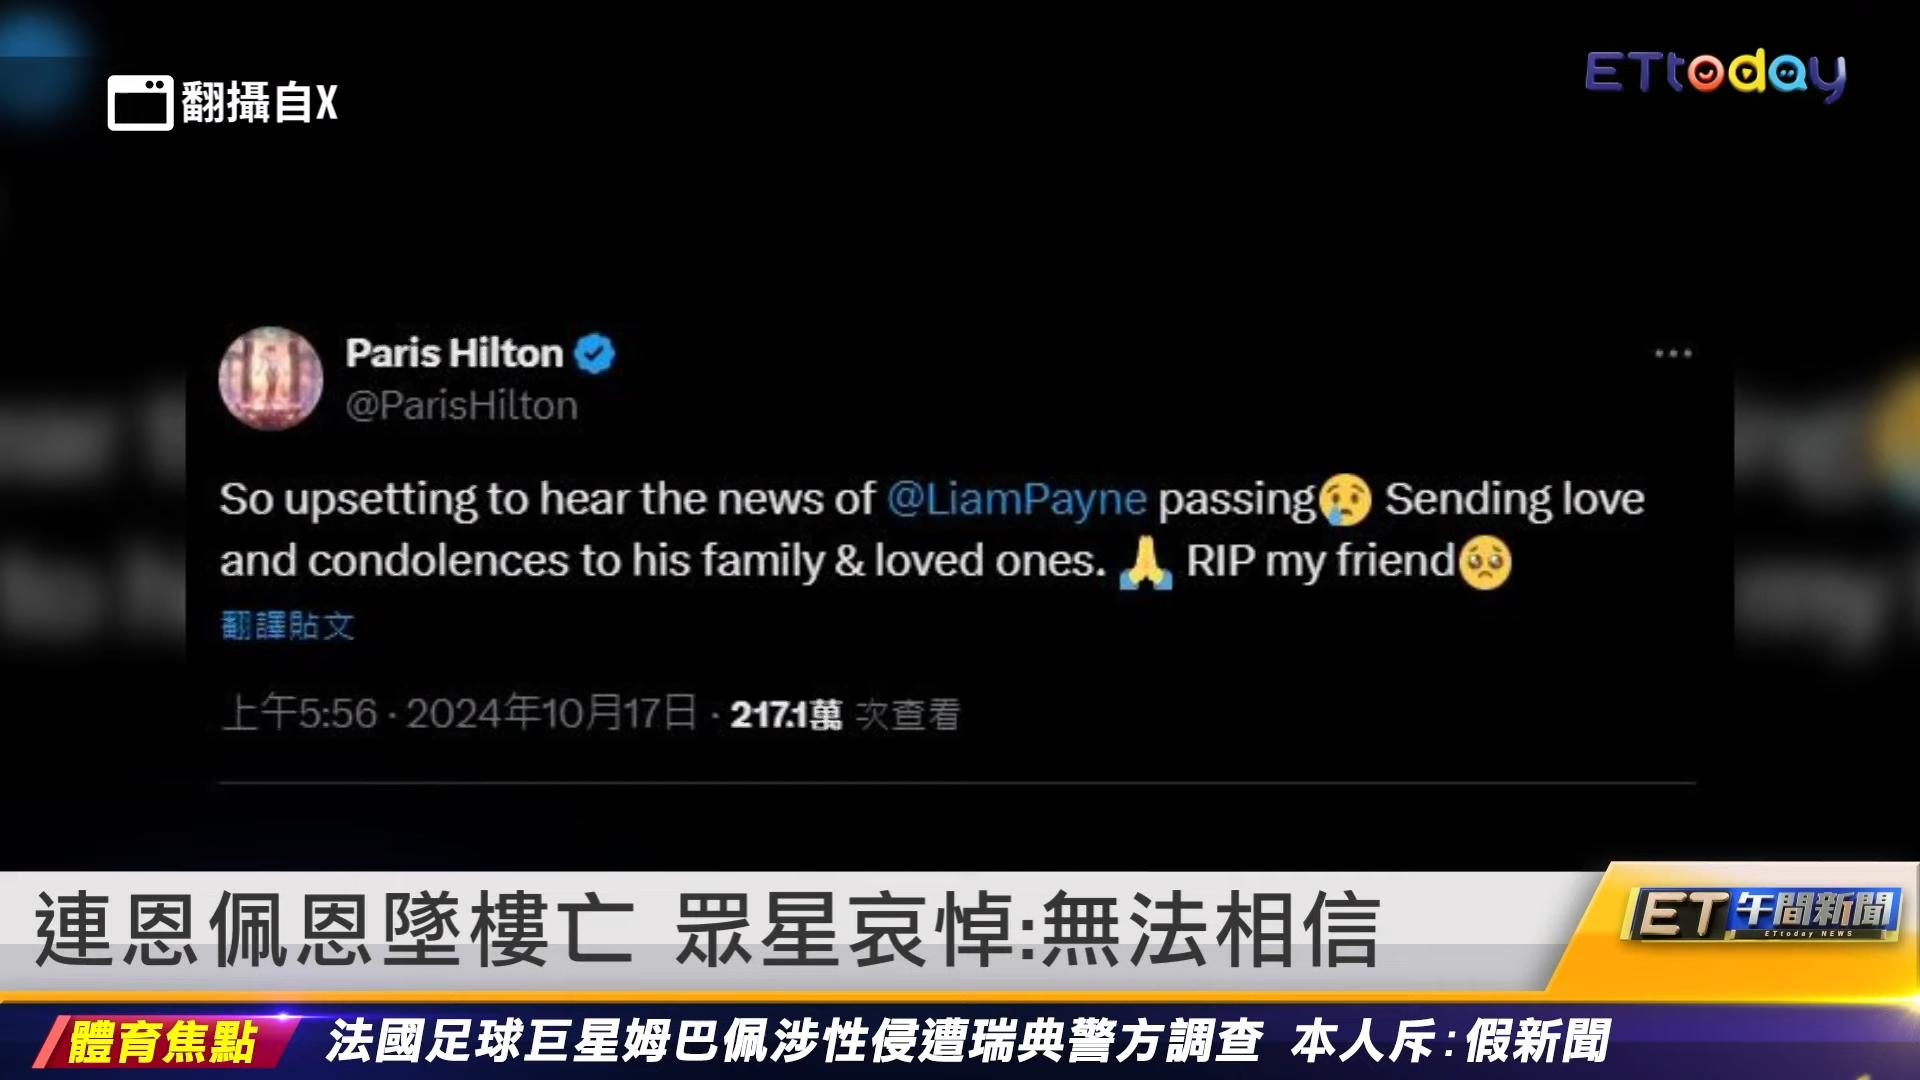 翻攝自X
ETtoday
Paris Hilton
@ParisHilton
So upsetting to hear the news of @LiamPayne passing😢 Sending love
and condolences to his family & loved ones. 🙏 RIP my friend🥺
翻譯貼文
上午5:56 · 2024年10月17日 · 217.1萬 次查看
連恩佩恩墜樓亡 眾星哀悼:無法相信
ET午間新聞
ETtoday NEWS
體育焦點 法國足球巨星姆巴佩涉性侵遭瑞典警方調查 本人斥:假新聞